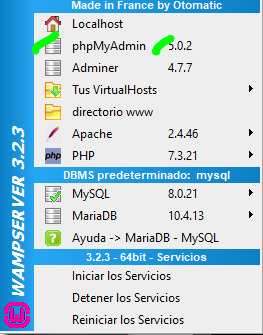 Made in France by Otomatic
Localhost
phpMyAdmin 5.0.2
Adminer 4.7.7
Tus VirtualHosts
directorio www
Apache 2.4.46
php PHP 7.3.21
DBMS predeterminado: mysql
MySQL 8.0.21
MariaDB 10.4.13
? Ayuda -> MariaDB - MySQL
3.2.3 - 64bit - Servicios
Iniciar los Servicios
Detener los Servicios
Reiniciar los Servicios
WAMPSERVER 3.2.3